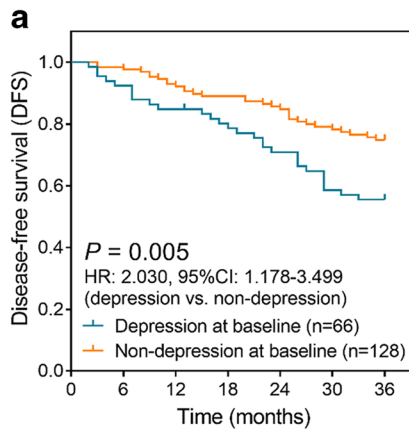 a
Disease-free survival (DFS)
1.0
0.8
0.6
0.4
0.2
0.0
P = 0.005
HR: 2.030, 95%CI: 1.178-3.499
(depression vs. non-depression)
Depression at baseline (n=66)
Non-depression at baseline (n=128)
0 6 12 18 24 30 36
Time (months)